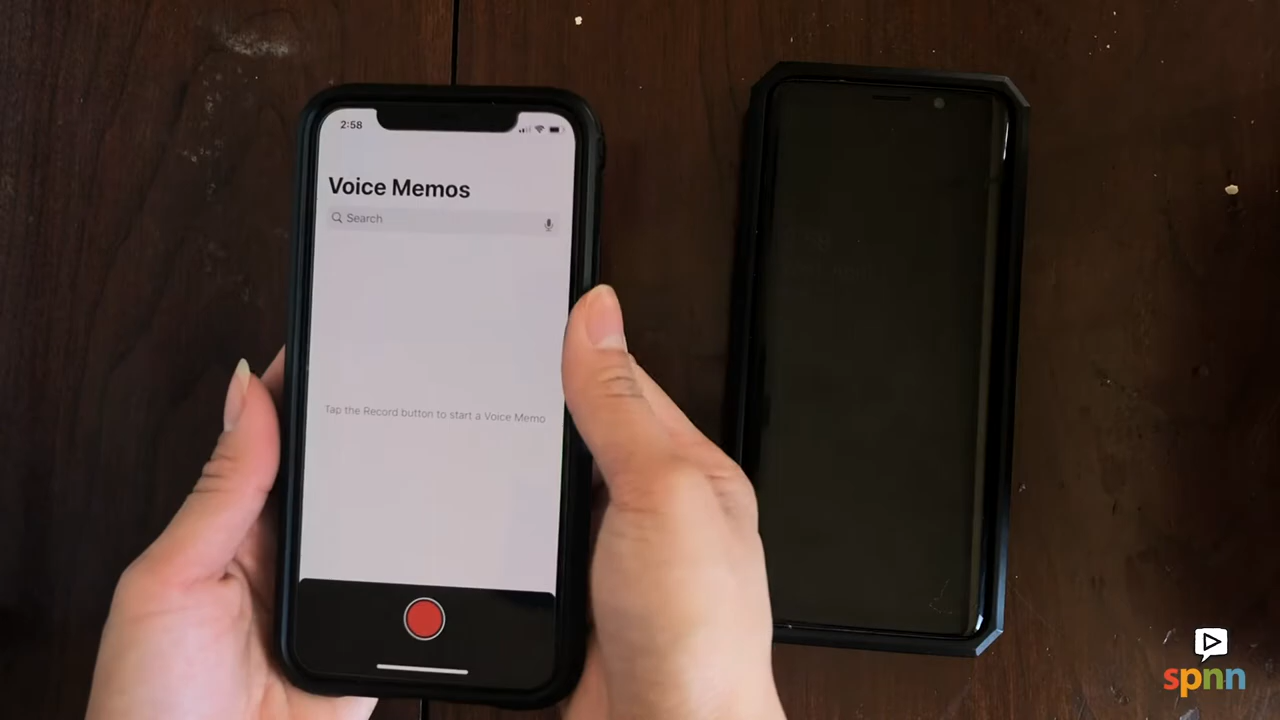 2:58
Voice Memos
Search
Tap the Record button to start a Voice Memo
spnn